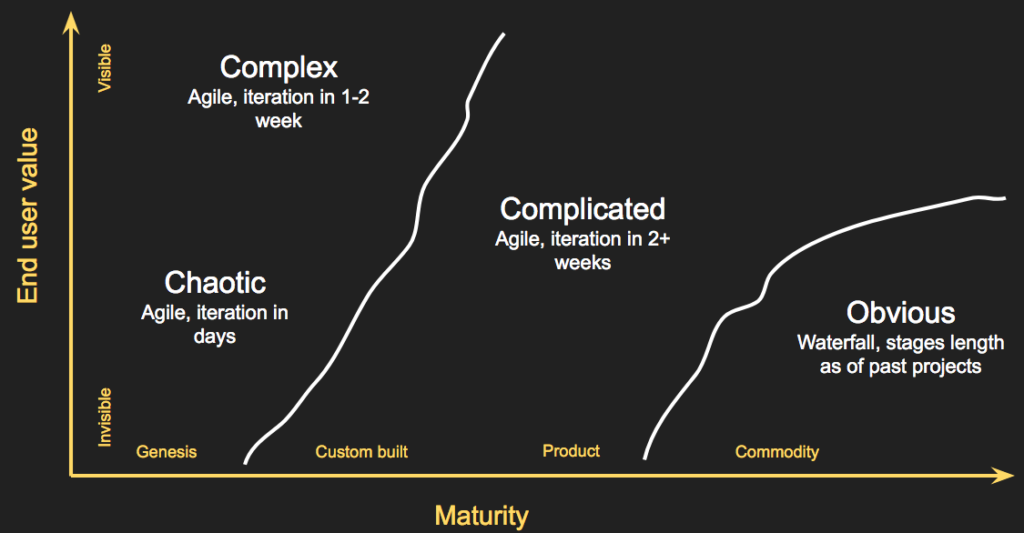 Visible
Complex
Agile, iteration in 1-2
week
End user value
Complicated
Agile, iteration in 2+
weeks
Chaotic
Agile, iteration in
days
Obvious
Waterfall, stages length
as of past projects
Invisible
Genesis
Custom built
Product
Commodity
Maturity